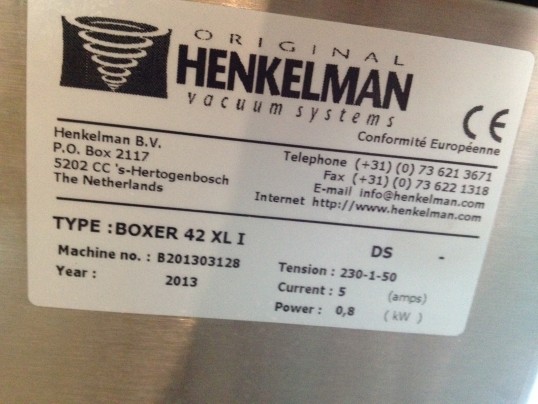 ORIGINAL
HENKELMAN
vacuum systems
CE
Conformité Européenne
Henkelman B.V.
P.O. Box 2117
5202 CC 's-Hertogenbosch
The Netherlands
Telephone (+31) (0) 73 621 3671
Fax (+31) (0) 73 622 1318
E-mail info@henkelman.com
Internet http://www.henkelman.com
TYPE : BOXER 42 XL I DS -
Machine no. : B201303128
Year : 2013
Tension : 230-1-50
Current : 5 (amps)
Power : 0,8 ( kW )